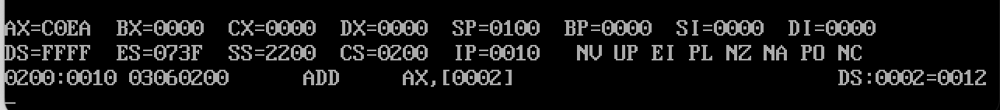 AX=C0EA  BX=0000  CX=0000  DX=0000  SP=0100  BP=0000  SI=0000  DI=0000
DS=FFFF  ES=073F  SS=2200  CS=0200  IP=0010   NV UP EI PL NZ NA PO NC
0200:0010 03060200      ADD     AX,[0002]                          DS:0002=0012
_